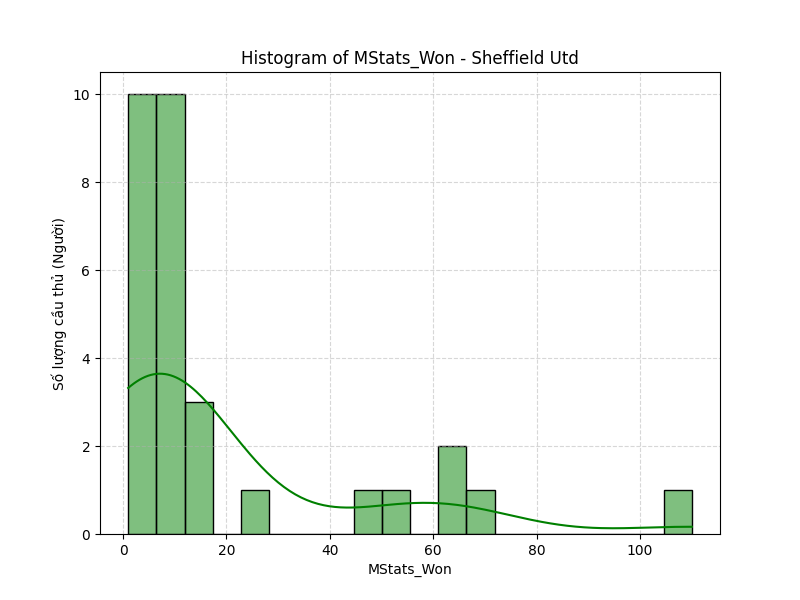 Histogram of MStats_Won - Sheffield Utd
Số lượng cầu thủ (Người)
10
8
6
4
2
0
0 20 40 60 80 100
MStats_Won